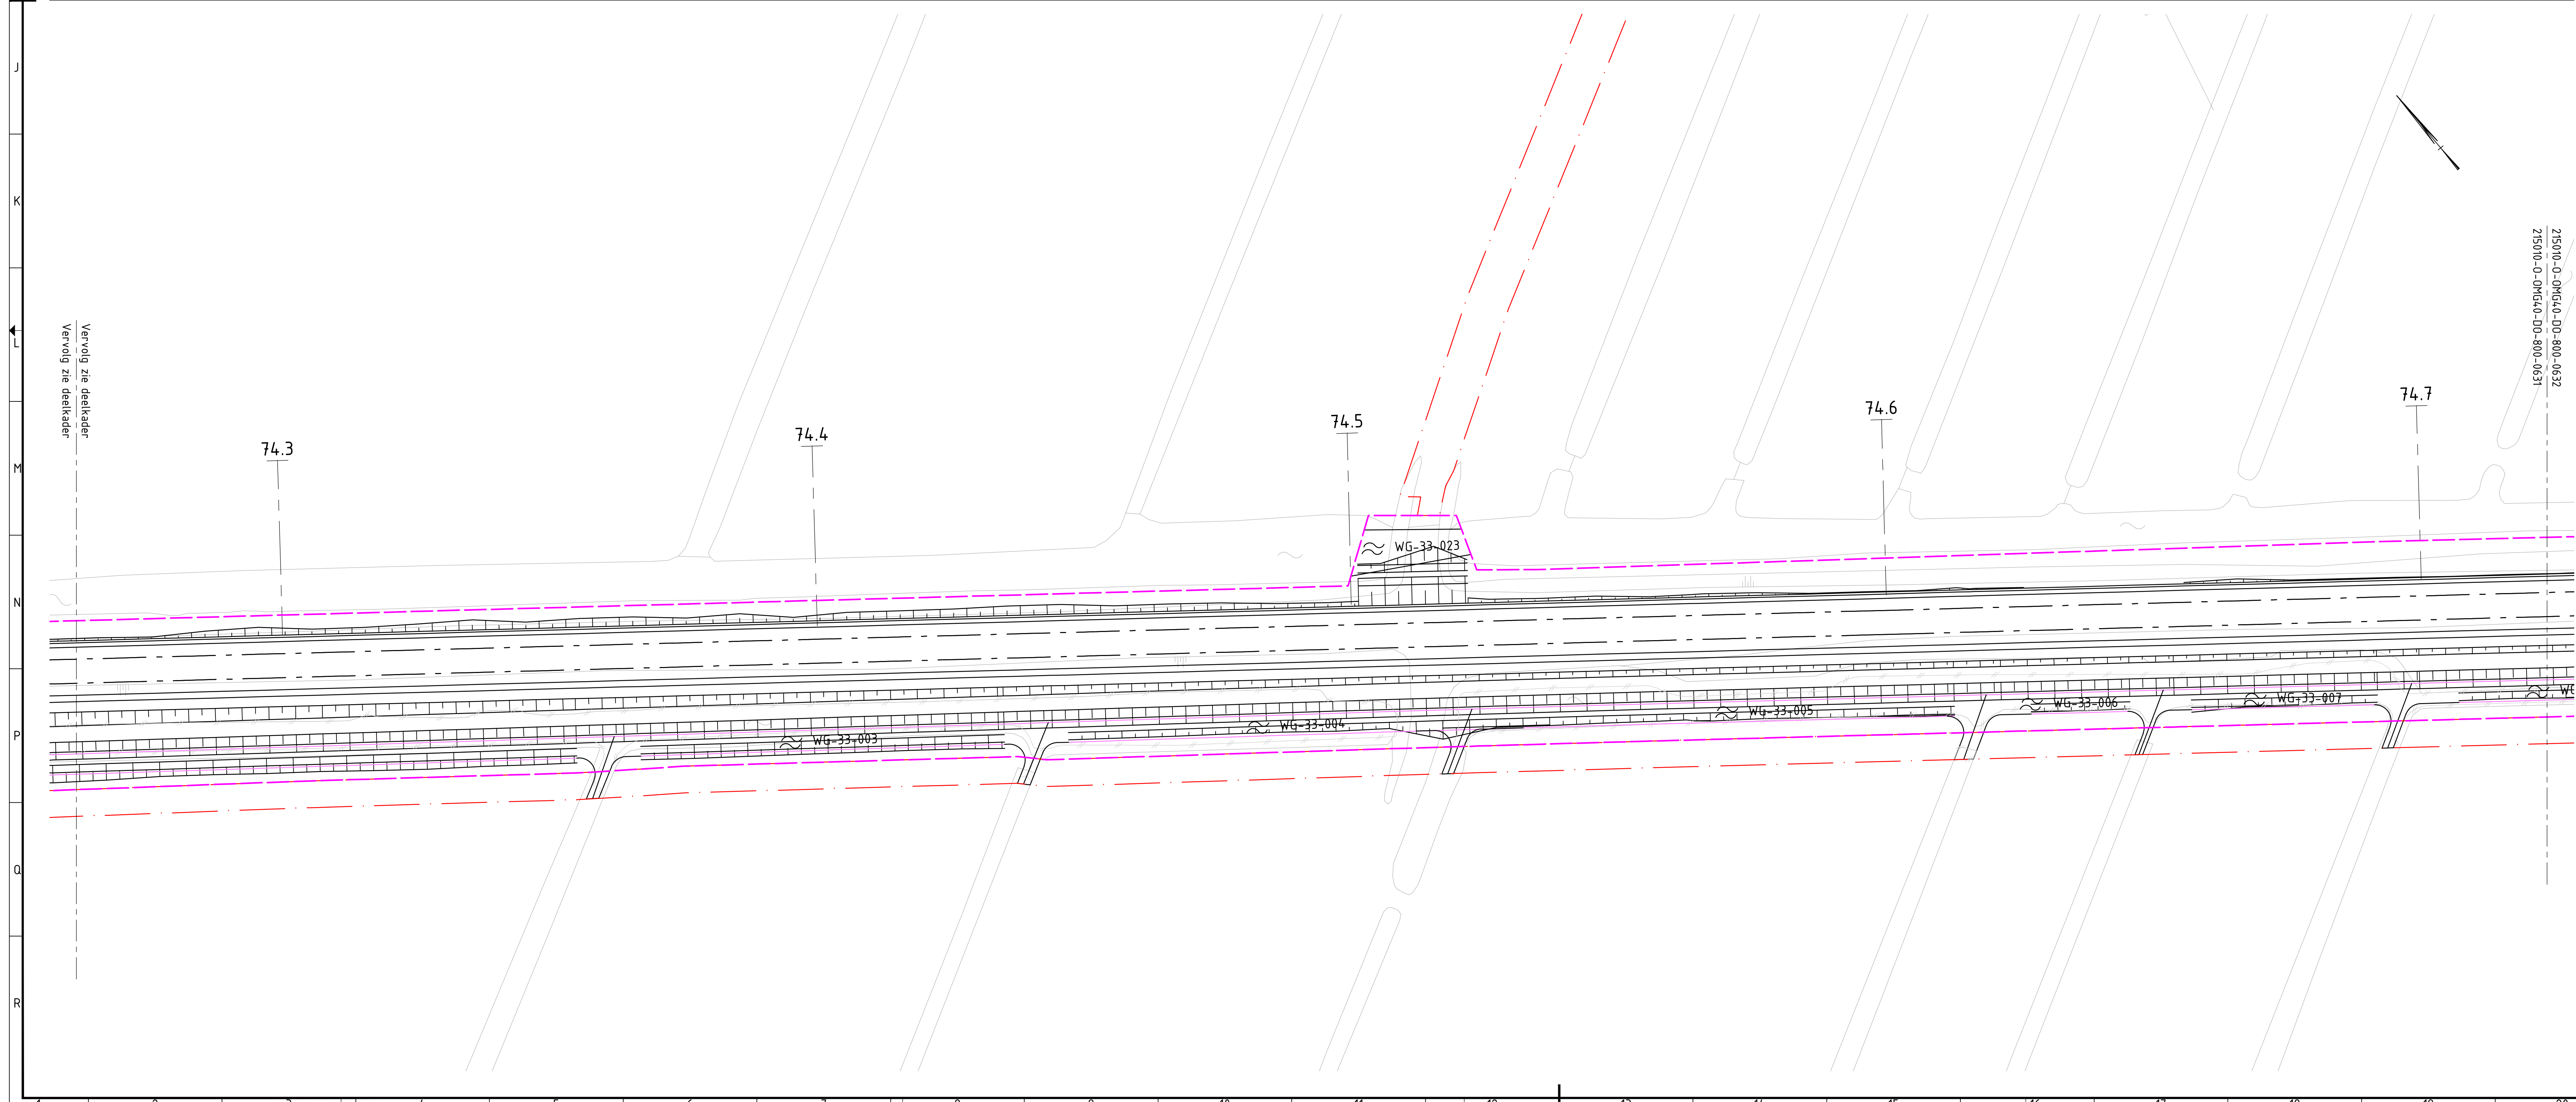 J
K
L
M
N
P
Q
R
Vervolg zie deelkader
Vervolg zie deelkader
74.3
74.4
74.5
74.6
74.7
215010-O-OMG40-DO-800-0632
215010-O-OMG40-DO-800-0631
WG-33-023
WG-33-003
WG-33-004
WG-33-005
WG-33-006
WG-33-007